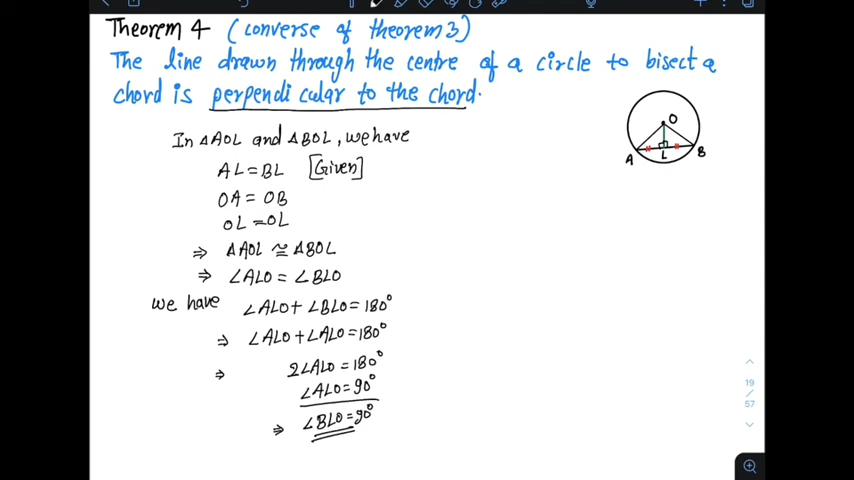 Theorem 4 (converse of theorem 3)
The line drawn through the centre of a circle to bisect a
chord is perpendicular to the chord.
In ΔAOL and ΔBOL, we have
AL = BL [Given]
OA = OB
OL = OL
⇒ ΔAOL ≅ ΔBOL
⇒ ∠ALO = ∠BLO
we have ∠ALO + ∠BLO = 180°
⇒ ∠ALO + ∠ALO = 180°
⇒ 2∠ALO = 180°
∠ALO = 90°
⇒ ∠BLO = 90°
O
A L B
19
/
57